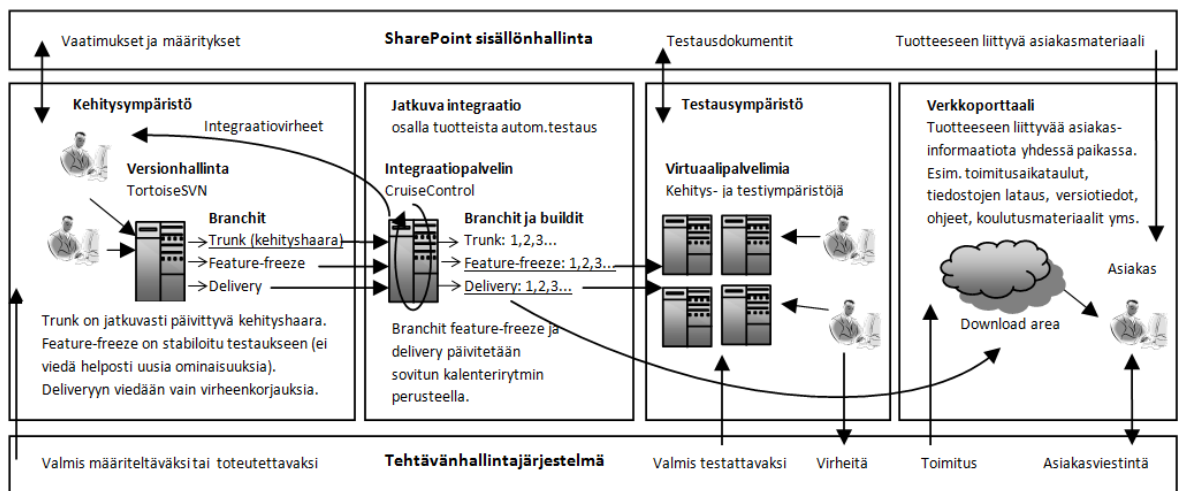 Vaatimukset ja määritykset
SharePoint sisällönhallinta
Testausdokumentit
Tuotteeseen liittyvä asiakasmateriaali
Kehitysympäristö
Integraatiovirheet
Versionhallinta
TortoiseSVN
Branchit
Trunk (kehityshaara)
Feature-freeze
Delivery
Trunk on jatkuvasti päivittyvä kehityshaara.
Feature-freeze on stabiloitu testaukseen (ei
viedä helposti uusia ominaisuuksia).
Deliveryyn viedään vain virheenkorjauksia.
Jatkuva integraatio
osalla tuotteista autom.testaus
Integraatiopalvelin
CruiseControl
Branchit ja buildit
Trunk: 1,2,3...
Feature-freeze: 1,2,3...
Delivery: 1,2,3...
Branchit feature-freeze ja
delivery päivitetään
sovitun kalenterirytmin
perusteella.
Testausympäristö
Virtuaalipalvelimia
Kehitys- ja testiympäristöjä
Verkkoporttaali
Tuotteeseen liittyvää asiakas-
informaatiota yhdessä paikassa.
Esim. toimitusaikataulut,
tiedostojen lataus, versiotiedot,
ohjeet, koulutusmateriaalit yms.
Asiakas
Download area
Valmis määriteltäväksi tai toteutettavaksi
Tehtävänhallintajärjestelmä
Valmis testattavaksi
Virheitä
Toimitus
Asiakasviestintä